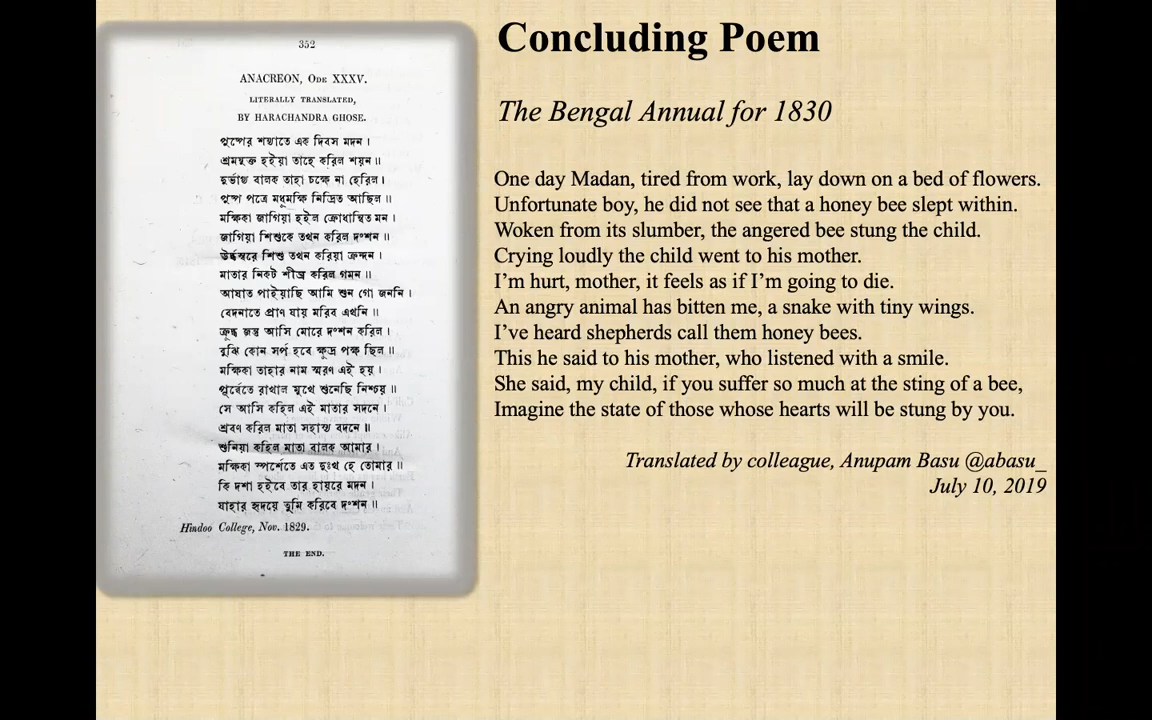 352
ANACREON, ODE XXXV.
LITERALLY TRANSLATED,
BY HARACHANDRA GHOSE.
পুষ্পের শয্যাতে এক দিবস মদন।
শ্রমযুক্ত হইয়া তাহে করিল শয়ন॥
দুর্ভাগ্য বালক তাহা চক্ষে না হেরিল।
পুষ্প পত্রে মধুমক্ষি নিদ্রিত আছিল॥
মক্ষিকা জাগিয়া হইল ক্রোধান্বিত মন।
জাগিয়া শিশুকে তখন করিল দংশন॥
উর্দ্ধস্বরে শিশু তখন করিয়া ক্রন্দন।
মাতার নিকট শীঘ্র করিল গমন॥
আঘাত পাইয়াছি আমি শুন গো জননি।
বেদনাতে প্রাণ যায় মরিব এখনি॥
ক্রুদ্ধ জন্তু আসি মোরে দংশন করিল।
বুঝি কোন সর্প হবে ক্ষুদ্র পক্ষ ছিল॥
মক্ষিকা তাহার নাম স্মরণ এই হয়।
পূর্ব্বেতে রাখাল মুখে শুনেছি নিশ্চয়॥
সে আসি কহিল এই মাতার সদনে।
শ্রবণ করিল মাতা সহাস্য বদনে॥
শুনিয়া কহিল মাতা বালক আমার।
মক্ষিকা স্পর্শেতে এত দুঃখ হে তোমার॥
কি দশা হইবে তার হায়রে মদন।
যাহার হৃদয়ে তুমি করিবে দংশন॥
Hindoo College, Nov. 1829.
THE END.
Concluding Poem
The Bengal Annual for 1830
One day Madan, tired from work, lay down on a bed of flowers.
Unfortunate boy, he did not see that a honey bee slept within.
Woken from its slumber, the angered bee stung the child.
Crying loudly the child went to his mother.
I'm hurt, mother, it feels as if I'm going to die.
An angry animal has bitten me, a snake with tiny wings.
I've heard shepherds call them honey bees.
This he said to his mother, who listened with a smile.
She said, my child, if you suffer so much at the sting of a bee,
Imagine the state of those whose hearts will be stung by you.
Translated by colleague, Anupam Basu @abasu_
July 10, 2019